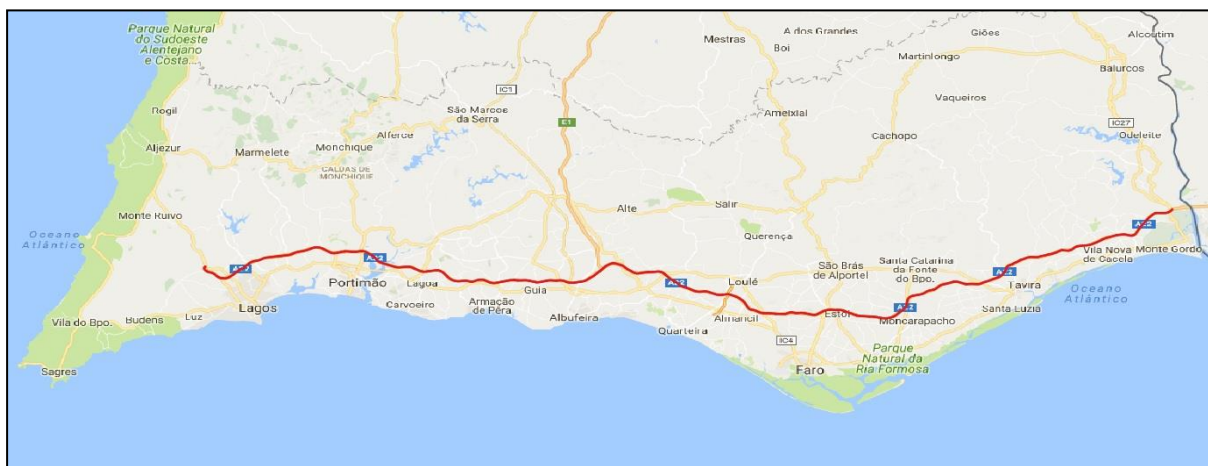 Parque Natural
do Sudoeste
Alentejano
e Costa...
Mestras
A dos Grandes
Boi
Giões
Alcoutim
Martinlongo
Balurcos
IC1
São Marcos
da Serra
Rogil
E1
Vaqueiros
Ameixial
IC27
Odeleite
Aljezur
Marmelete
Monchique
Alferce
Cachopo
CALDAS DE
MONCHIQUE
Monte Ruivo
Alte
Salir
Oceano
Atlântico
Querença
A22
Vila Nova
de Cacela
Monte Gordo
A22
A22
Portimão
Lagoa
Guia
A22
Loulé
São Brás
de Alportel
Santa Catarina
da Fonte
do Bpo.
A22
Tavira
Oceano
Atlântico
Lagos
Carvoeiro
Armação
de Pêra
Albufeira
Quarteira
Almancil
Estoi
A22
Moncarapacho
Santa Luzia
Vila do Bpo.
Budens
Luz
IC4
Faro
Parque
Natural da
Ria Formosa
Sagres